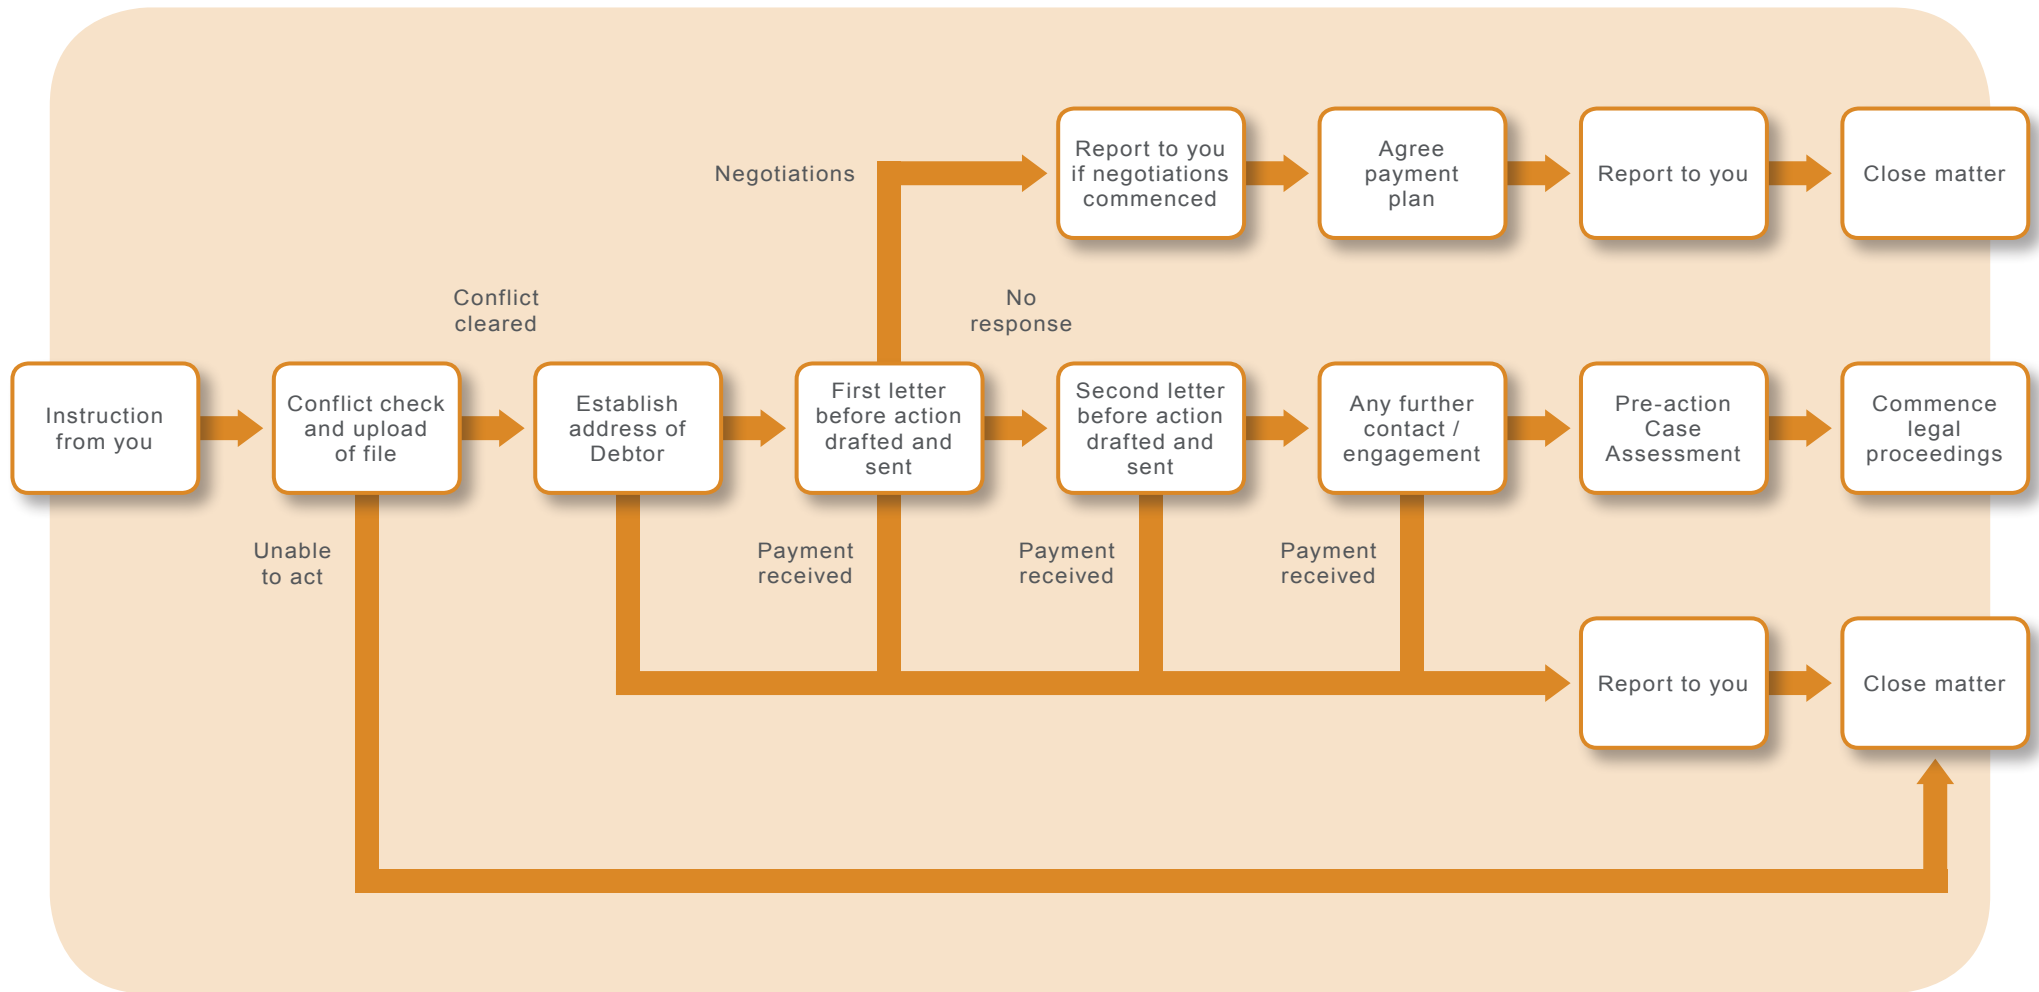 Negotiations
Report to you
if negotiations
commenced
Agree
payment
plan
Report to you
Close matter
Conflict
cleared
No
response
Instruction
from you
Conflict check
and upload
of file
Establish
address of
Debtor
First letter
before action
drafted and
sent
Second letter
before action
drafted and
sent
Any further
contact /
engagement
Pre-action
Case
Assessment
Commence
legal
proceedings
Unable
to act
Payment
received
Payment
received
Payment
received
Report to you
Close matter